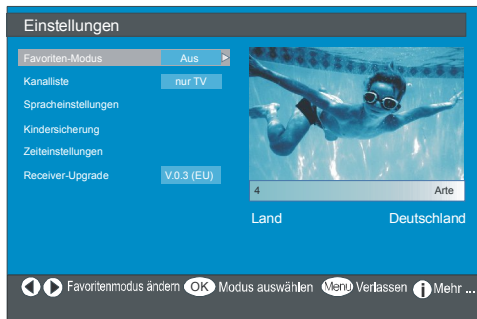 Einstellungen
Favoriten-Modus Aus
Kanalliste nur TV
Spracheinstellungen
Kindersicherung
Zeiteinstellungen
Receiver-Upgrade V.0.3 (EU)
4 Arte
Land Deutschland
Favoritenmodus ändern OK Modus auswählen Menu Verlassen i Mehr ...